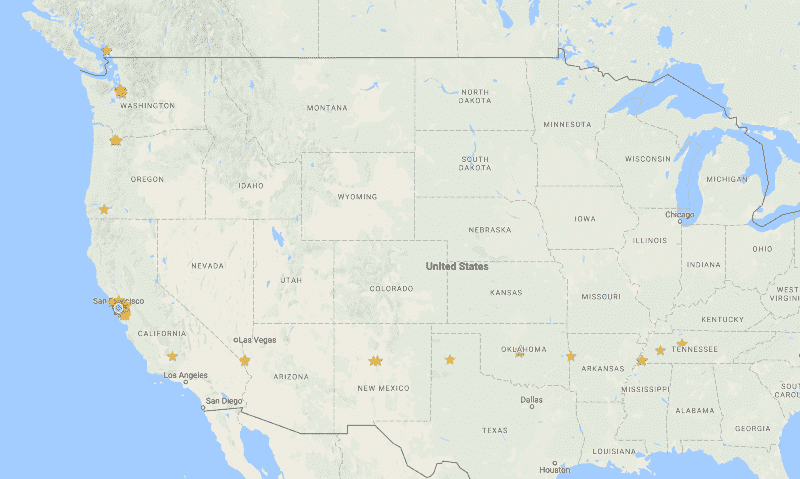 WASHINGTON
MONTANA
NORTH
DAKOTA
MINNESOTA
SOUTH
DAKOTA
WISCONSIN
MICHIGAN
OREGON
IDAHO
WYOMING
IOWA
Chicago
NEBRASKA
ILLINOIS
INDIANA
OHIO
NEVADA
UTAH
COLORADO
United States
KANSAS
MISSOURI
WEST
VIRGINIA
KENTUCKY
San Francisco
CALIFORNIA
Las Vegas
OKLAHOMA
TENNESSEE
ARKANSAS
Los Angeles
ARIZONA
NEW MEXICO
MISSISSIPPI
SOUTH
CAROL
San Diego
Dallas
ALABAMA
GEORGIA
TEXAS
LOUISIANA
Houston